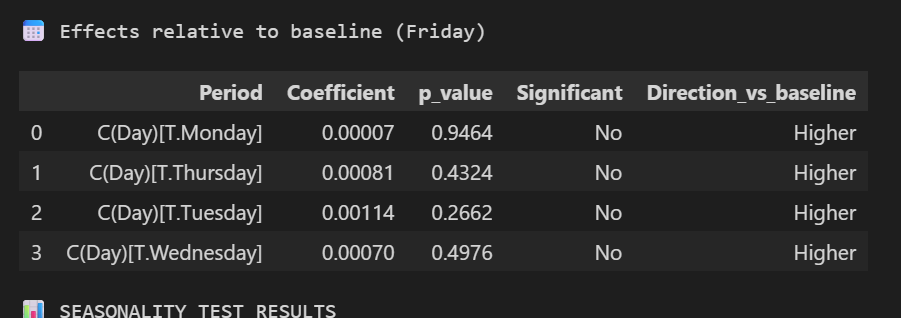 Effects relative to baseline (Friday)
Period Coefficient p_value Significant Direction_vs_baseline
0 C(Day)[T.Monday] 0.00007 0.9464 No Higher
1 C(Day)[T.Thursday] 0.00081 0.4324 No Higher
2 C(Day)[T.Tuesday] 0.00114 0.2662 No Higher
3 C(Day)[T.Wednesday] 0.00070 0.4976 No Higher
SEASONALITY TEST RESULTS